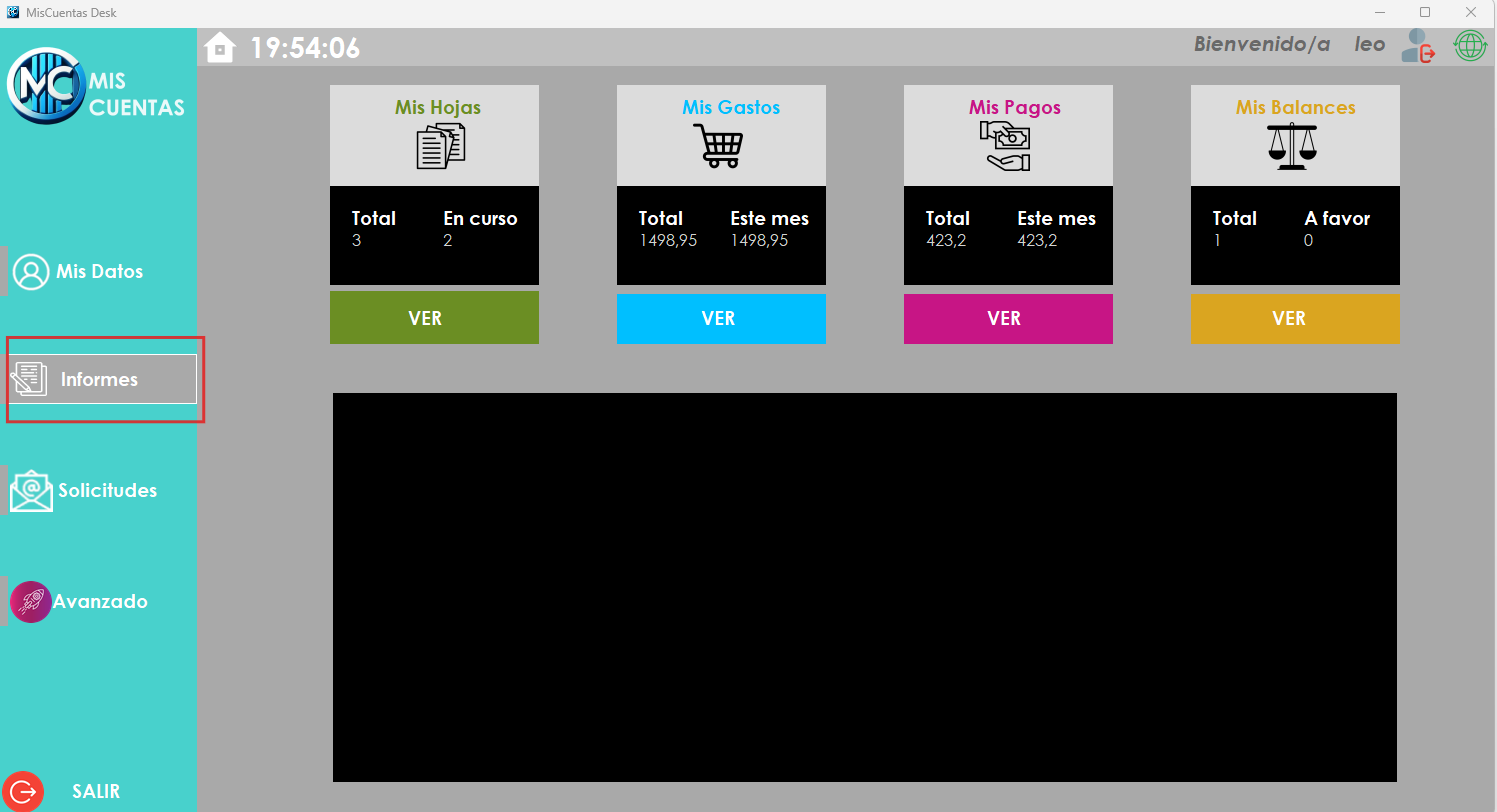 MisCuentas Desk
19:54:06
Bienvenido/a leo
MC MIS
CUENTAS
Mis Datos
Informes
Solicitudes
Avanzado
SALIR
Mis Hojas
Total En curso
3 2
VER
Mis Gastos
Total Este mes
1498,95 1498,95
VER
Mis Pagos
Total Este mes
423,2 423,2
VER
Mis Balances
Total A favor
1 0
VER